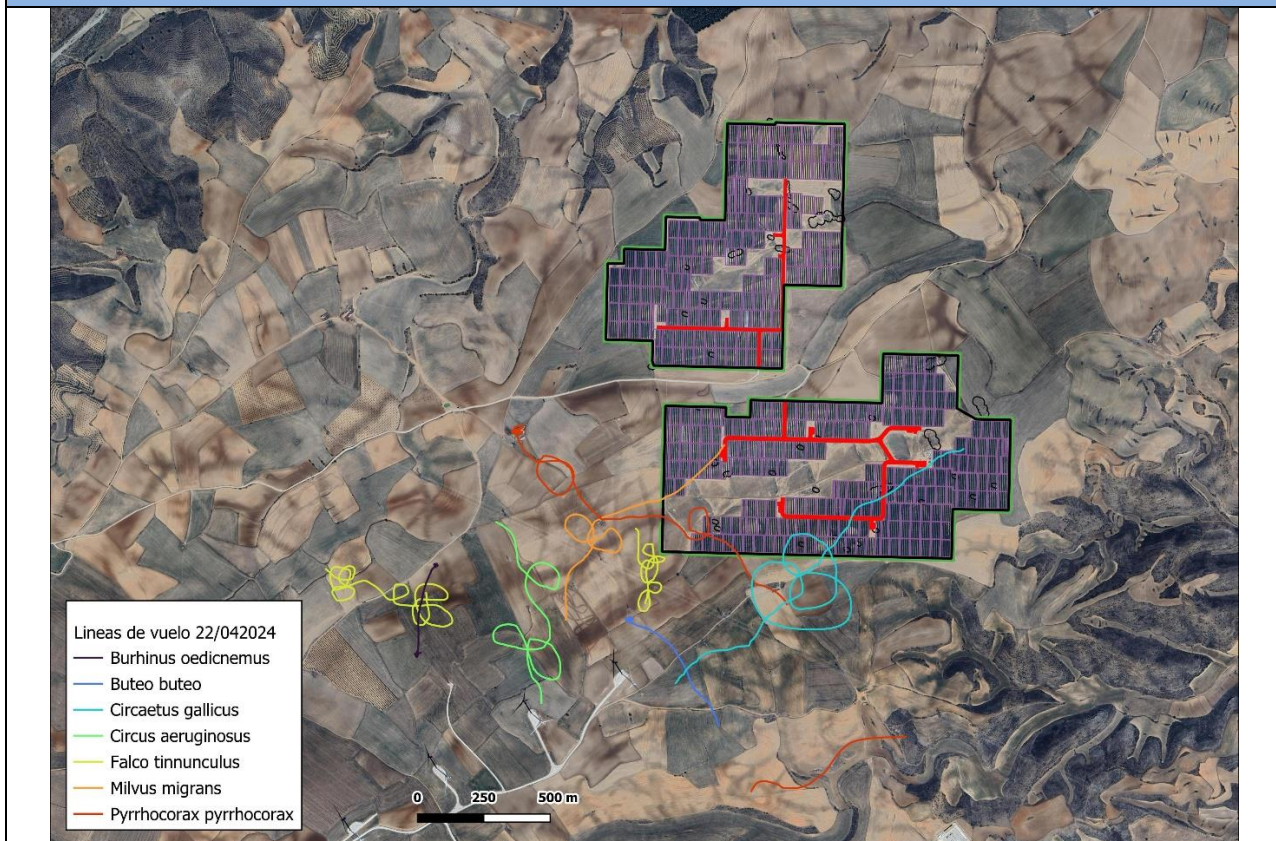 Lineas de vuelo 22/042024
Burhinus oedicnemus
Buteo buteo
Circaetus gallicus
Circus aeruginosus
Falco tinnunculus
Milvus migrans
Pyrrhocorax pyrrhocorax
0 250 500 m